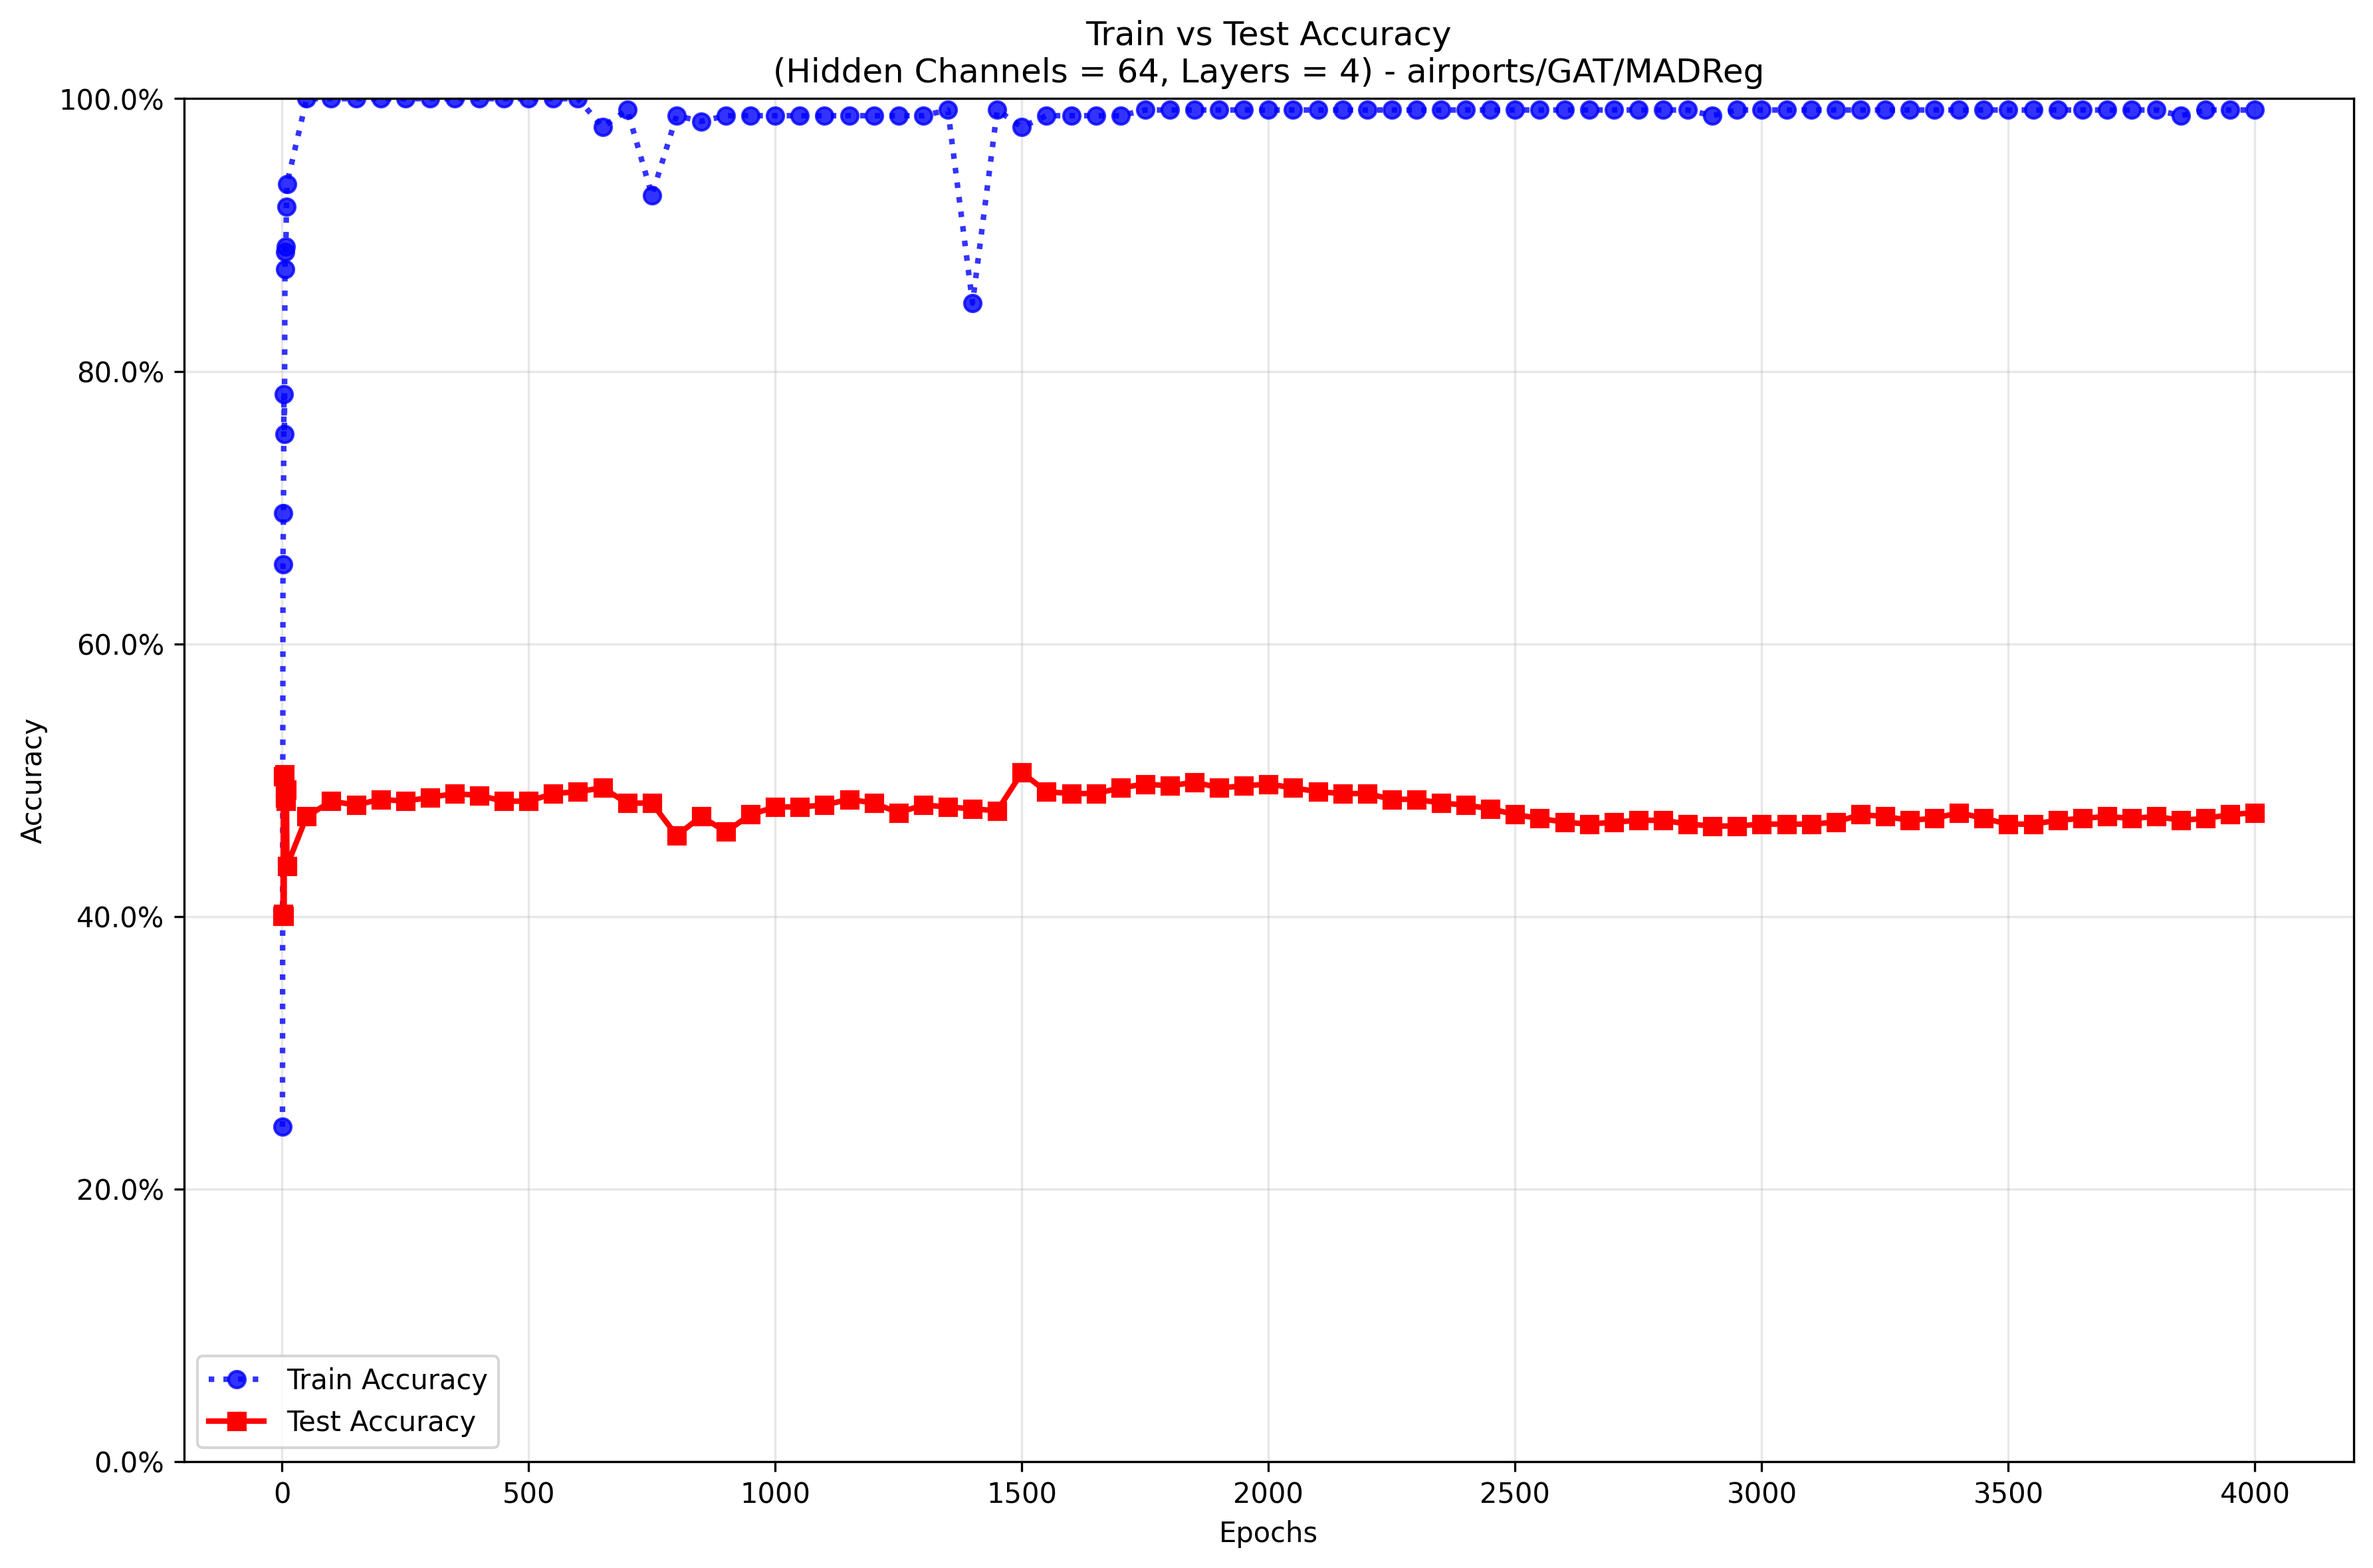 Train vs Test Accuracy
(Hidden Channels = 64, Layers = 4) - airports/GAT/MADReg
100.0%
80.0%
60.0%
40.0%
20.0%
0.0%
Accuracy
Train Accuracy
Test Accuracy
0 500 1000 1500 2000 2500 3000 3500 4000
Epochs